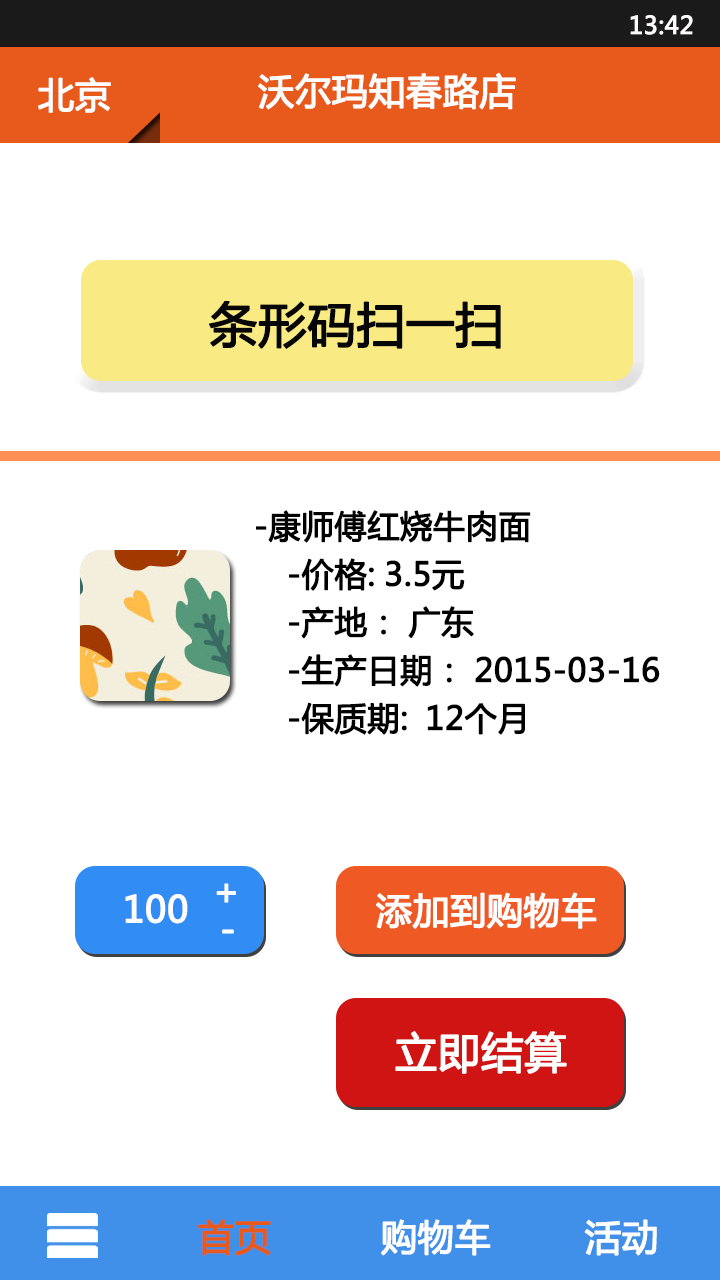 13:42
北京
沃尔玛知春路店
条形码扫一扫
-康师傅红烧牛肉面
-价格: 3.5元
-产地： 广东
-生产日期： 2015-03-16
-保质期: 12个月
100
+
-
添加到购物车
立即结算
首页
购物车
活动